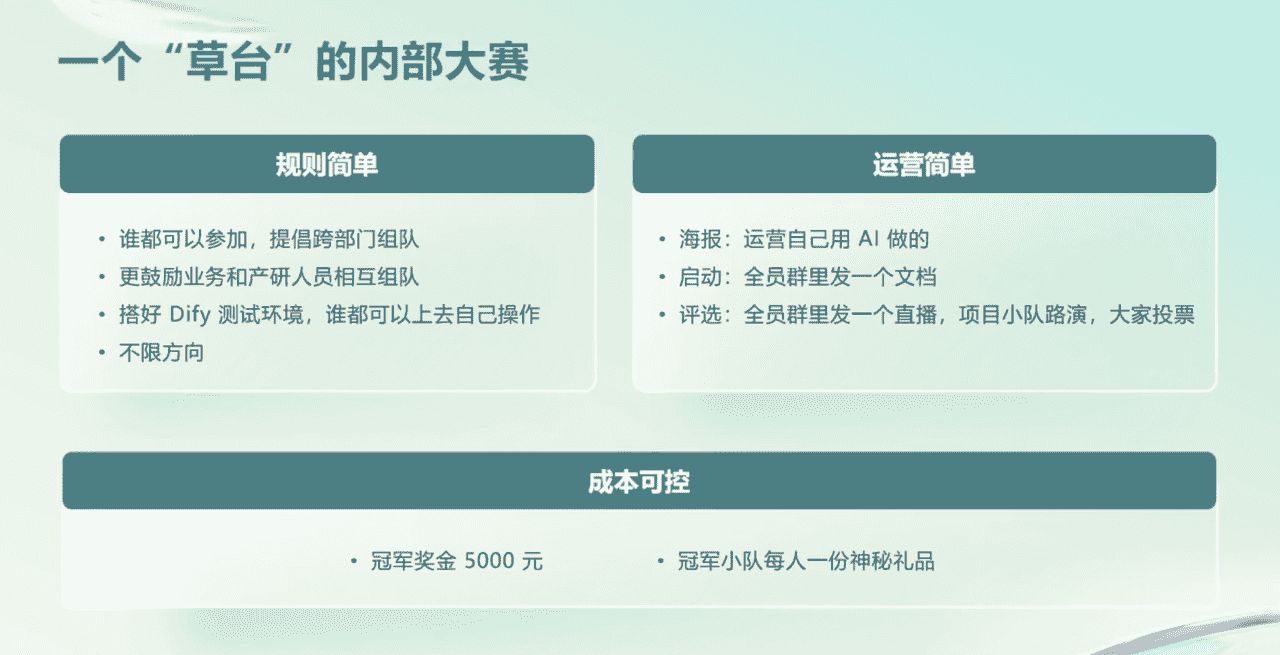 一个“草台”的内部大赛
规则简单
• 谁都可以参加，提倡跨部门组队
• 更鼓励业务和产研人员相互组队
• 搭好 Dify 测试环境，谁都可以上去自己操作
• 不限方向
运营简单
• 海报：运营自己用 AI 做的
• 启动：全员群里发一个文档
• 评选：全员群里发一个直播，项目小队路演，大家投票
成本可控
• 冠军奖金 5000 元
• 冠军小队每人一份神秘礼品